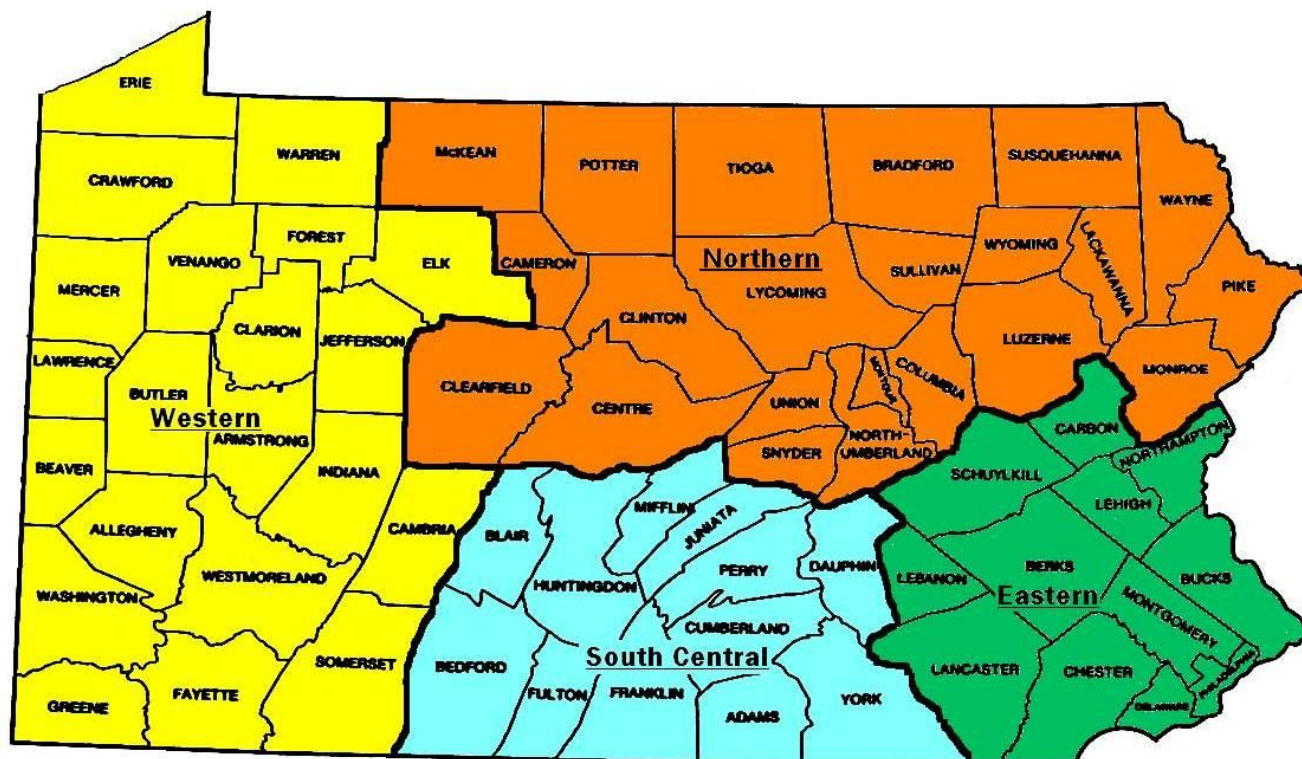 ERIE
WARREN
CRAWFORD
McKEAN
POTTER
TIOGA
BRADFORD
SUSQUEHANNA
WAYNE
FOREST
VENANGO
ELK
CAMERON
Northern
SULLIVAN
WYOMING
LACKAWANNA
MERCER
CLARION
LYCOMING
PIKE
CLINTON
JEFFERSON
LAWRENCE
LUZERNE
BUTLER
CLEARFIELD
CENTRE
UNION
MONTOUR
COLUMBIA
MONROE
Western
ARMSTRONG
NORTH-
UMBERLAND
SNYDER
CARBON
NORTHAMPTON
BEAVER
INDIANA
SCHUYLKILL
LEHIGH
ALLEGHENY
CAMBRIA
BLAIR
MIFFLIN
JUNIATA
WESTMORELAND
HUNTINGDON
PERRY
DAUPHIN
LEBANON
BERKS
BUCKS
WASHINGTON
Eastern
MONTGOMERY
CUMBERLAND
SOMERSET
BEDFORD
South Central
LANCASTER
CHESTER
PHILADELPHIA
GREENE
FAYETTE
FULTON
FRANKLIN
ADAMS
YORK
DELAWARE